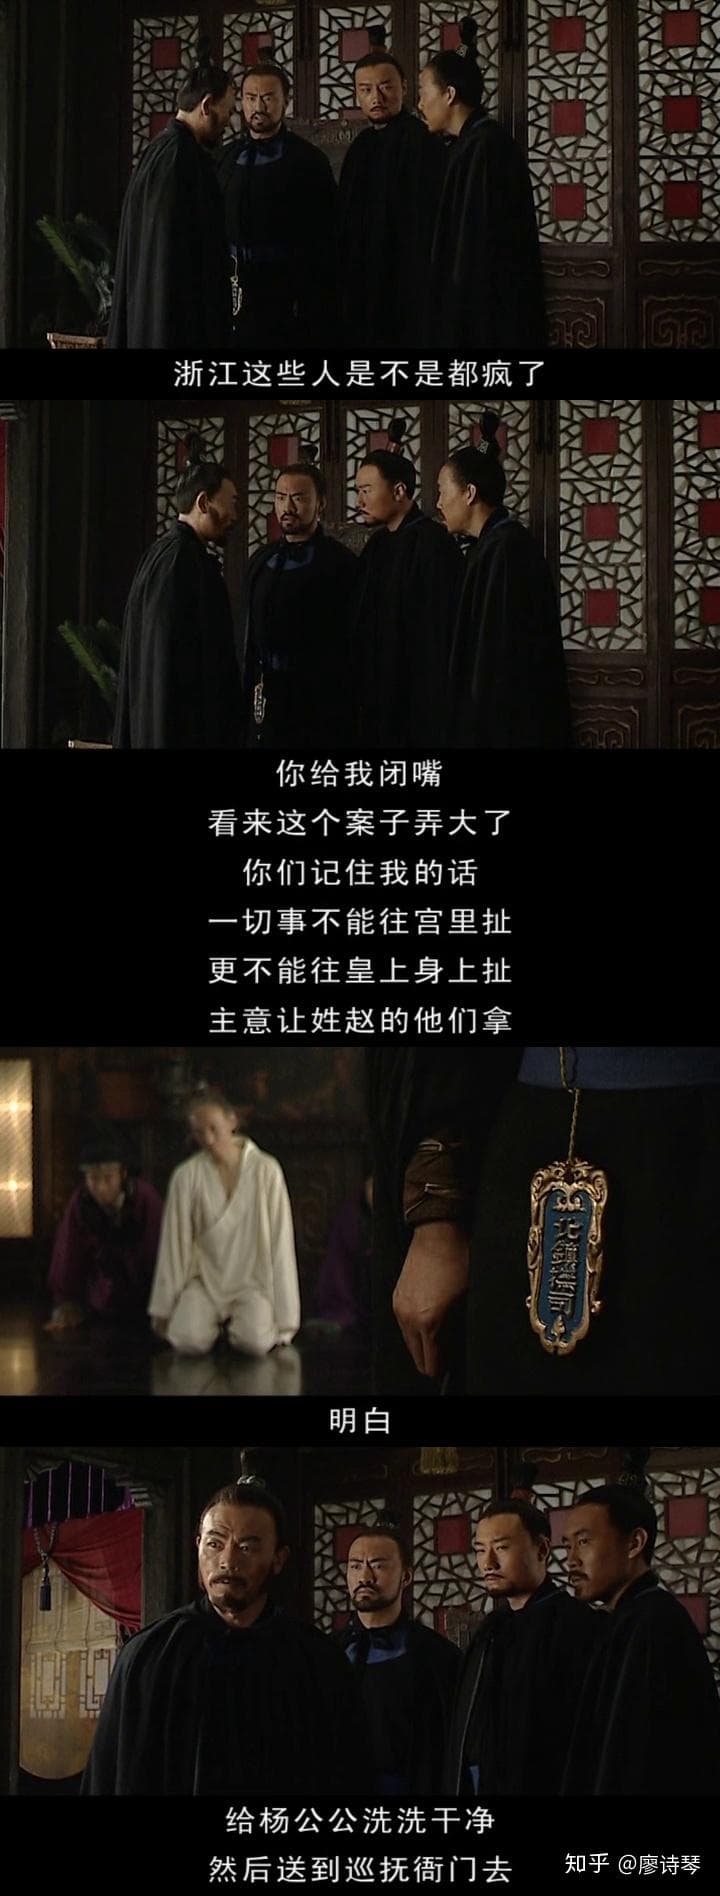 浙江这些人是不是都疯了
你给我闭嘴
看来这个案子弄大了
你们记住我的话
一切事不能往宫里扯
更不能往皇上身上扯
主意让姓赵的他们拿
北鎮撫司
明白
给杨公公洗洗干净
然后送到巡抚衙门去
知乎 @廖诗琴